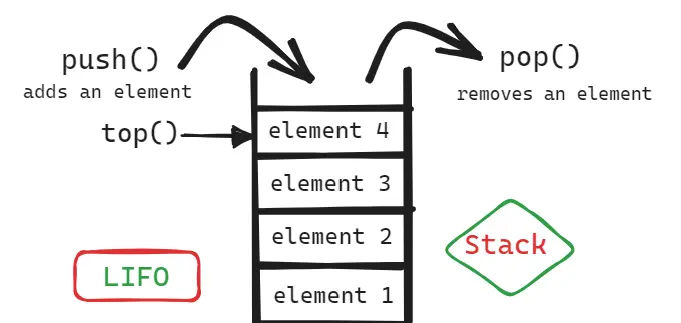 push()
adds an element
pop()
removes an element
top()
element 4
element 3
element 2
element 1
Stack
LIFO